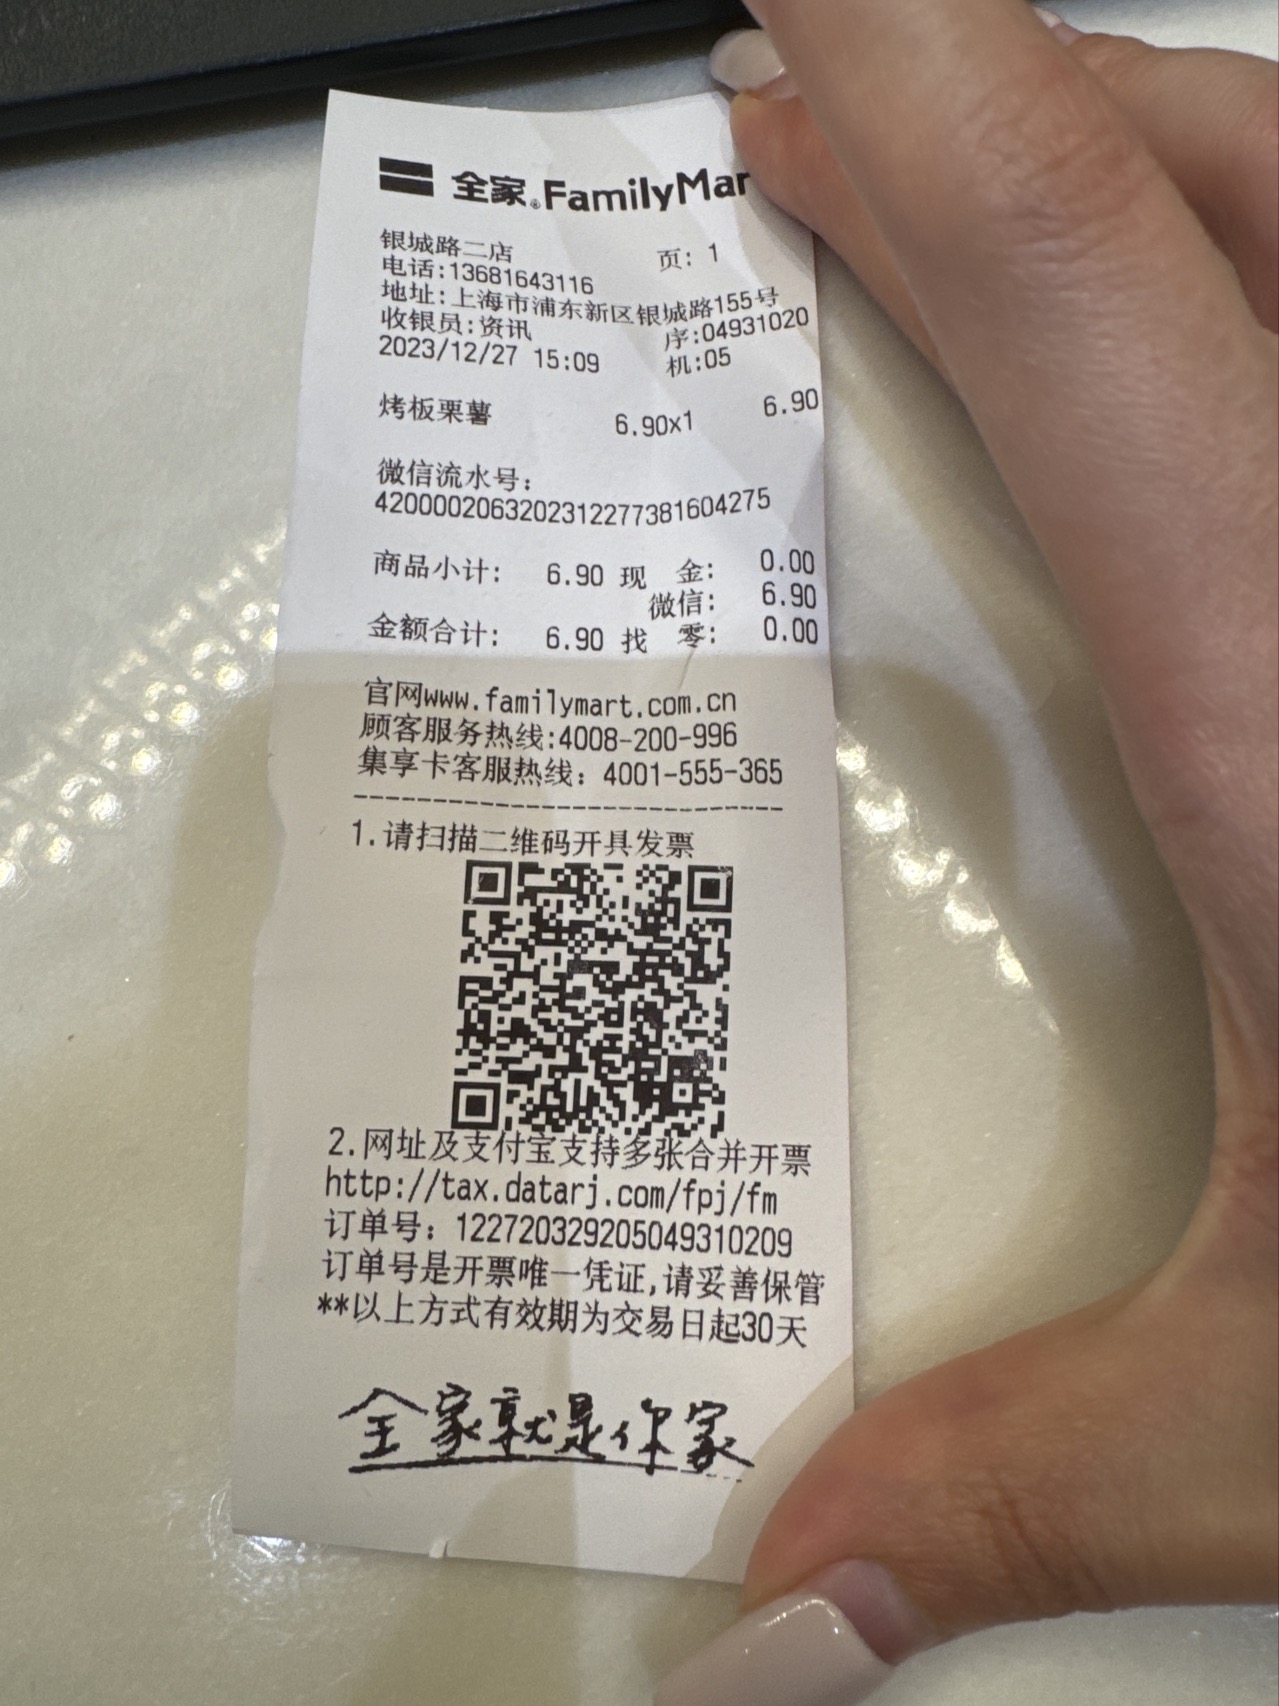 全家®FamilyMar
银城路二店 页: 1
电话:13681643116
地址:上海市浦东新区银城路155号
收银员:资讯 序:04931020
2023/12/27 15:09 机:05
烤板栗薯 6.90x1 6.90
微信流水号:
4200002063202312277381604275
商品小计: 6.90 现 金: 0.00
微信: 6.90
金额合计: 6.90 找 零: 0.00
官网www.familymart.com.cn
顾客服务热线:4008-200-996
集享卡客服热线: 4001-555-365
1.请扫描二维码开具发票
2.网址及支付宝支持多张合并开票
http://tax.datarj.com/fpj/fm
订单号: 122720329205049310209
订单号是开票唯一凭证,请妥善保管
**以上方式有效期为交易日起30天
全家就是你家